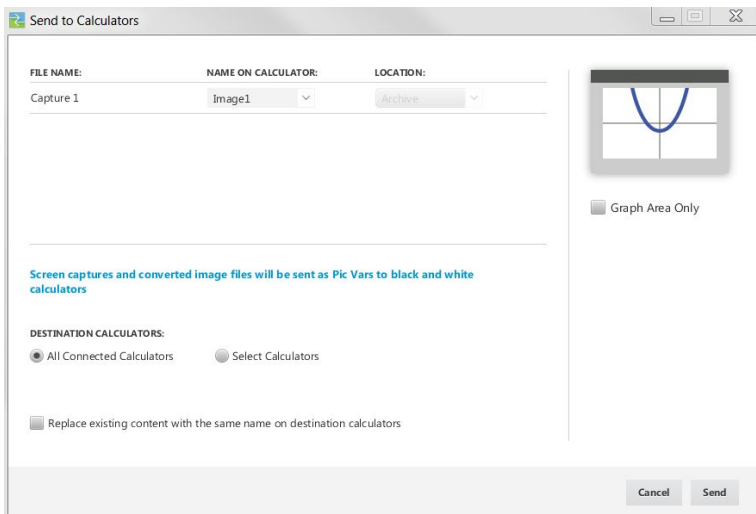 Send to Calculators
FILE NAME: NAME ON CALCULATOR: LOCATION:
Capture 1 Image1 Archive
Graph Area Only
Screen captures and converted image files will be sent as Pic Vars to black and white
calculators
DESTINATION CALCULATORS:
All Connected Calculators Select Calculators
Replace existing content with the same name on destination calculators
Cancel Send